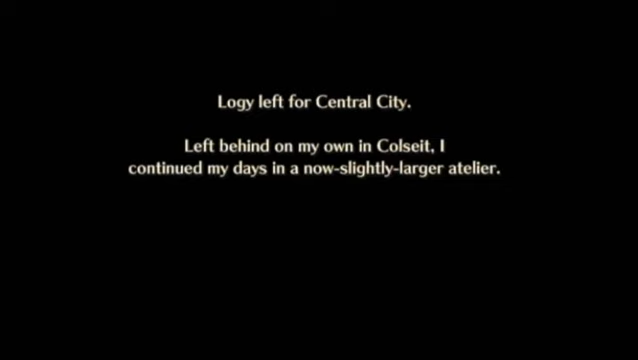 Logy left for Central City.
Left behind on my own in Colseit, I
continued my days in a now-slightly-larger atelier.